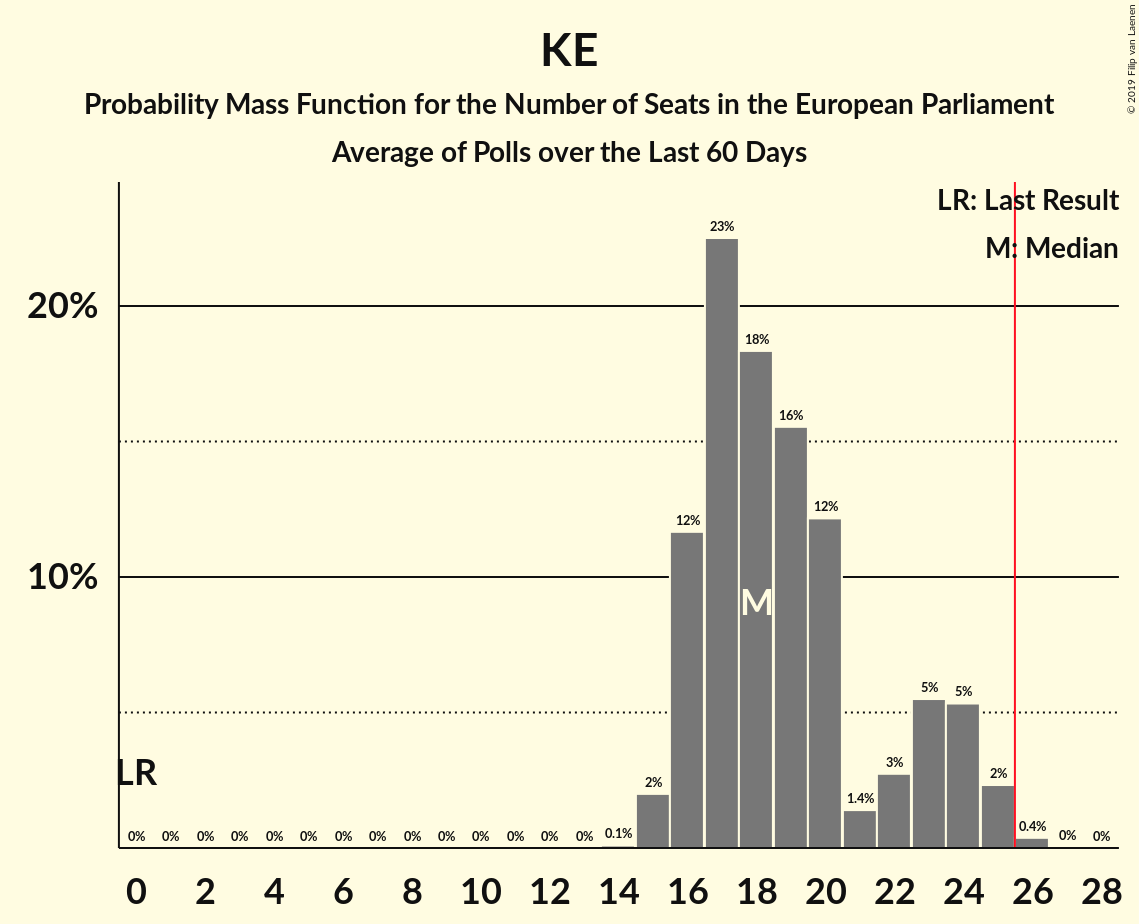 KE
Probability Mass Function for the Number of Seats in the European Parliament
Average of Polls over the Last 60 Days
© 2019 Filip van Laenen
LR: Last Result
M: Median
20%
10%
23%
18%
16%
12%
12%
M
5%
5%
3%
2%
2%
1.4%
0.4%
0.1%
LR
0% 0% 0% 0% 0% 0% 0% 0% 0% 0% 0% 0% 0% 0% 0% 0%
0 2 4 6 8 10 12 14 16 18 20 22 24 26 28